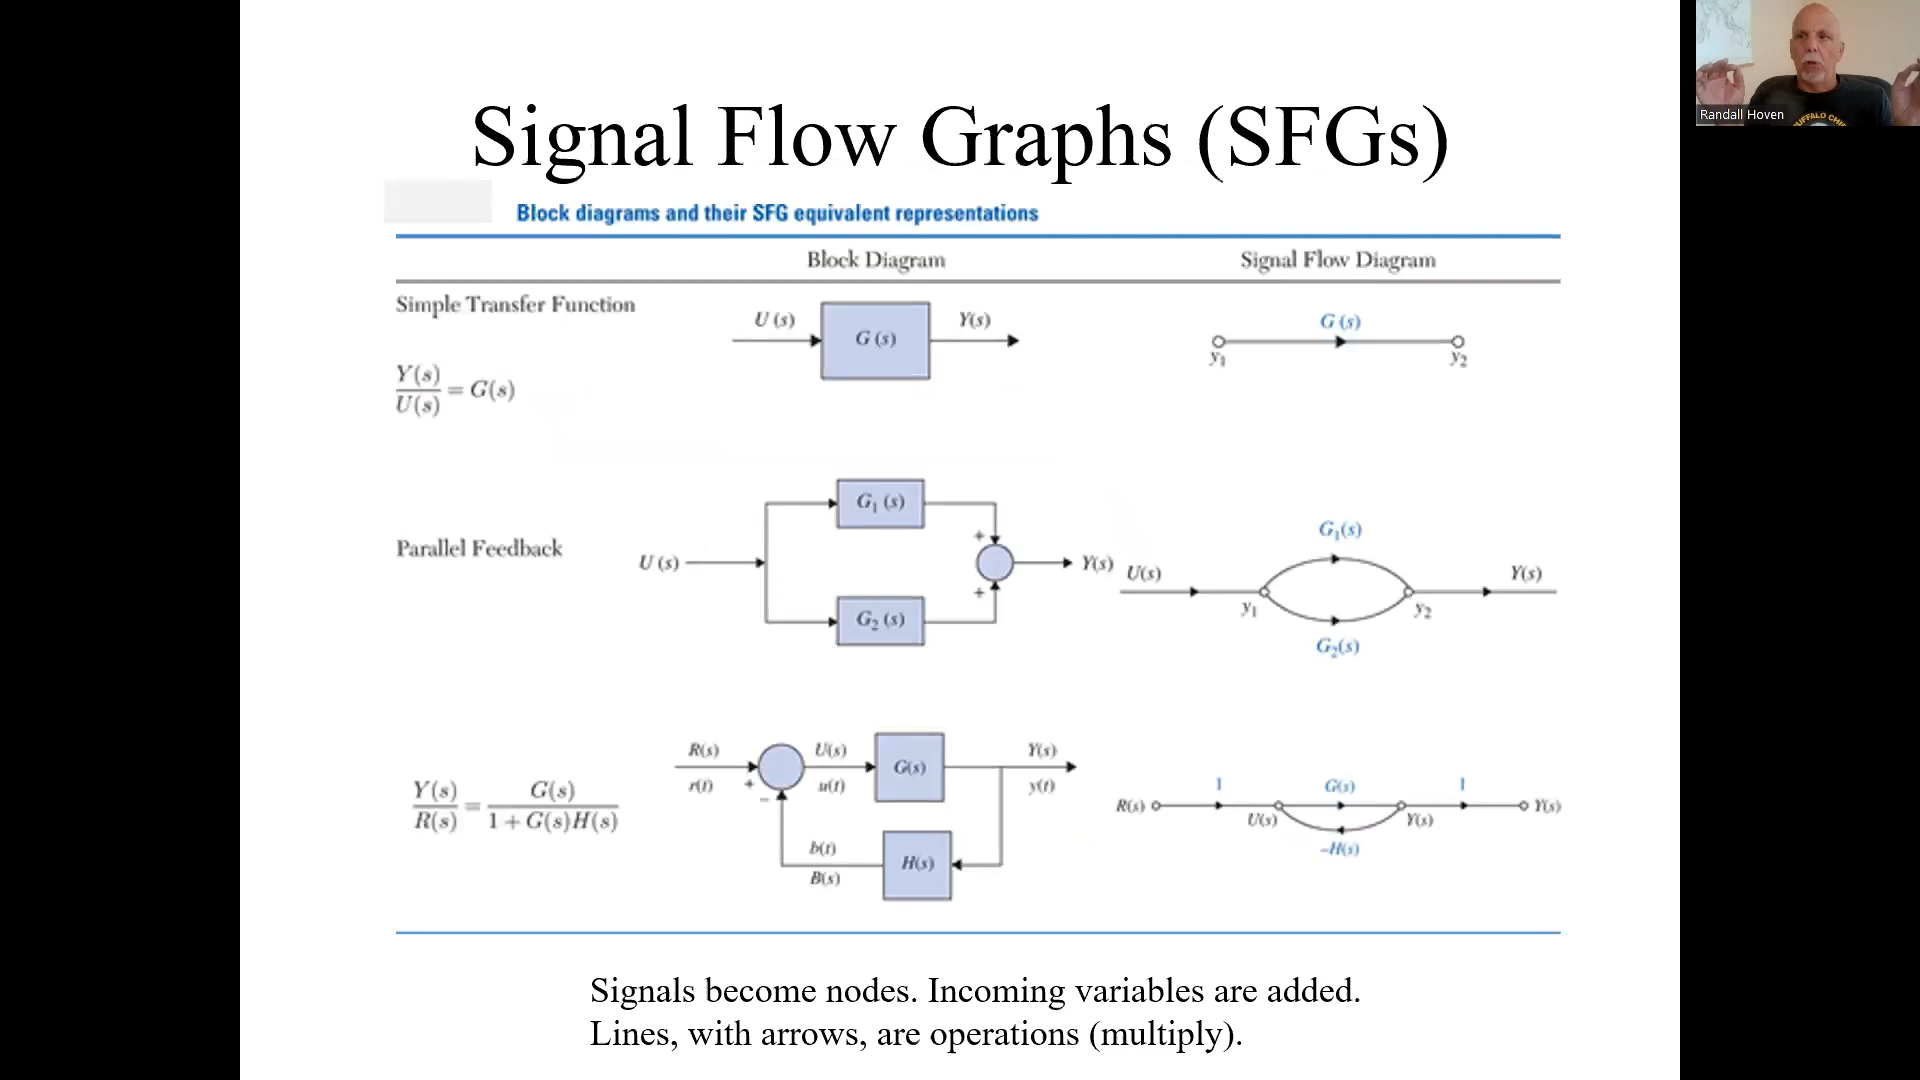 Signal Flow Graphs (SFGs)
Randall Hoven
Block diagrams and their SFG equivalent representations
Block Diagram
Signal Flow Diagram
Simple Transfer Function
U (s)
G (s)
Y(s)
G (s)
y₁
y₂
Y(s)
U(s)
= G(s)
Parallel Feedback
U (s)
G₁ (s)
+
G₂ (s)
+
Y(s)
U(s)
G₁(s)
Y(s)
y₁
y₂
G₂(s)
R(s)
r(t)
+
−
U(s)
u(t)
G(s)
Y(s)
y(t)
Y(s)
R(s)
=
G(s)
1 + G(s)H(s)
b(t)
B(s)
H(s)
R(s)
1
G(s)
1
U(s)
Y(s)
Y(s)
−H(s)
Signals become nodes. Incoming variables are added.
Lines, with arrows, are operations (multiply).